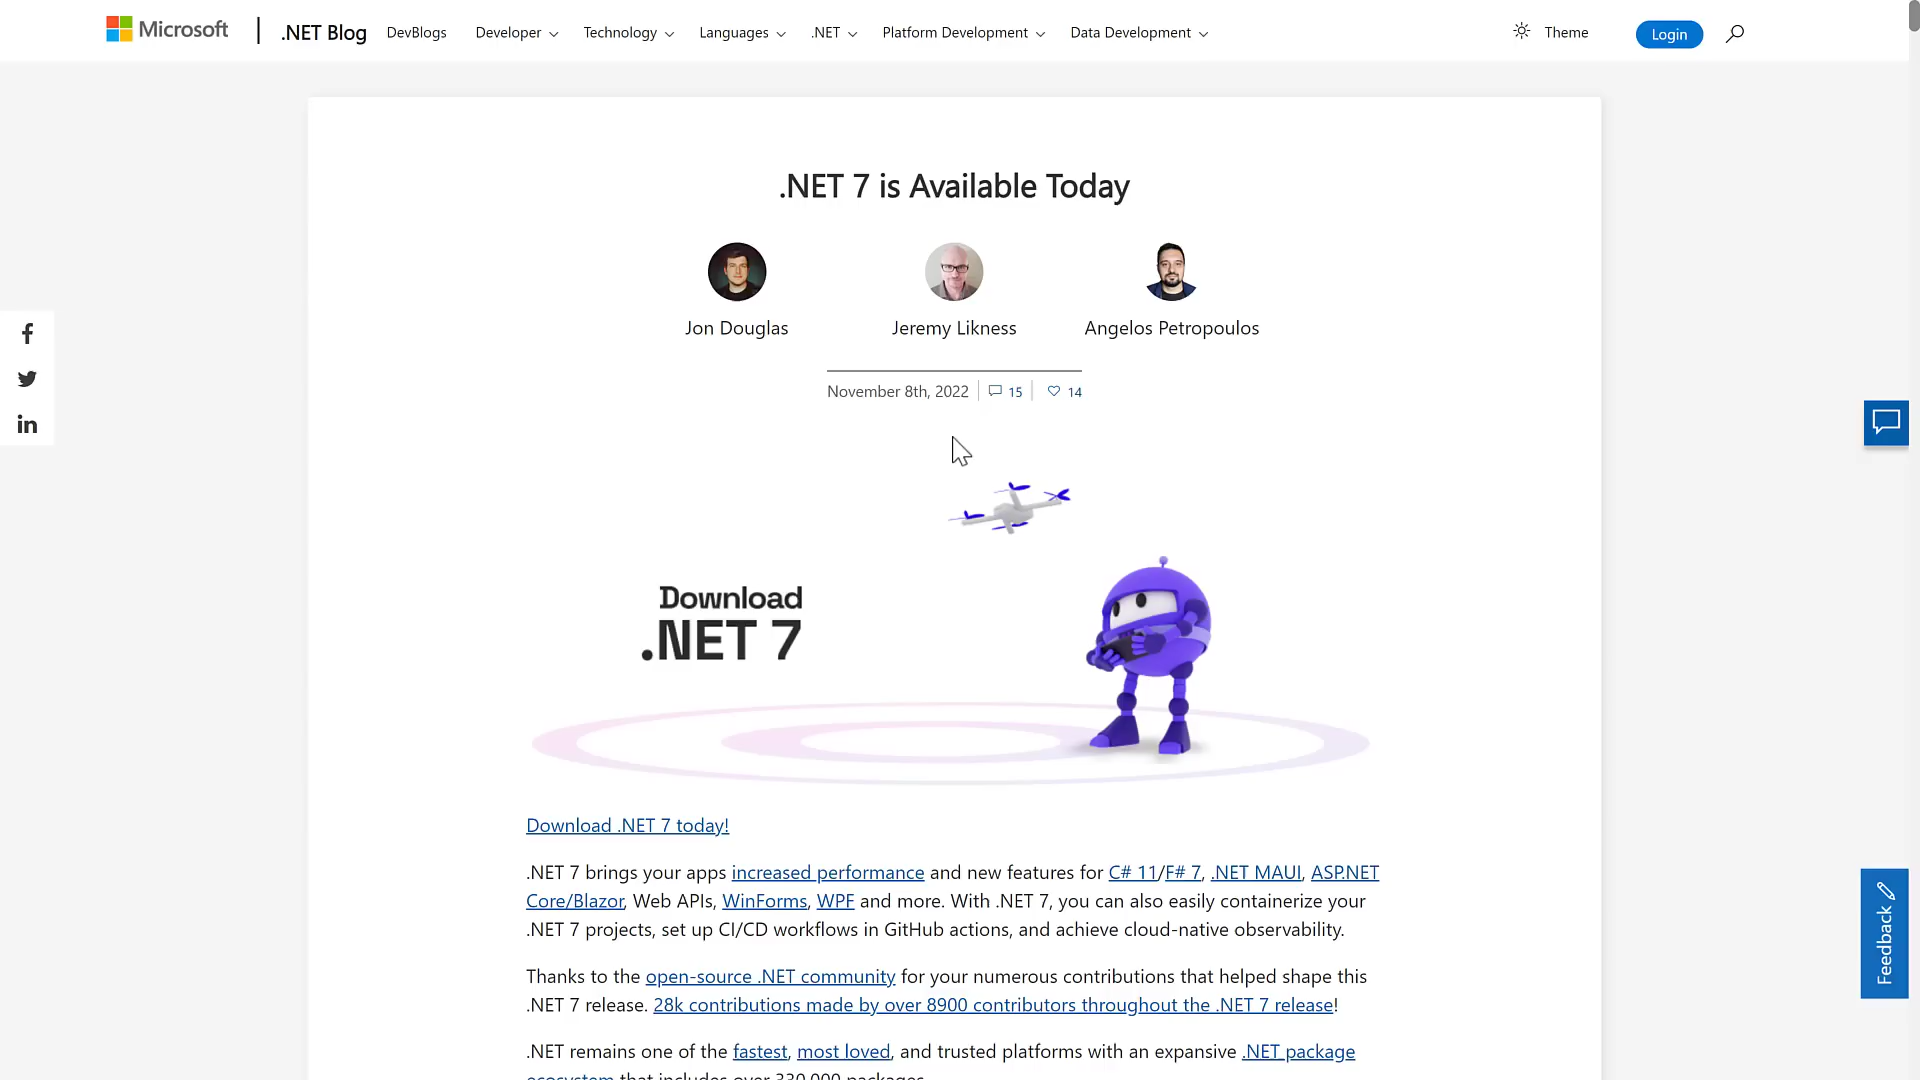 Microsoft
.NET Blog
DevBlogs
Developer
Technology
Languages
.NET
Platform Development
Data Development
Theme
Login
.NET 7 is Available Today
Jon Douglas
Jeremy Likness
Angelos Petropoulos
November 8th, 2022
15
14
Download
.NET 7
Download .NET 7 today!
.NET 7 brings your apps increased performance and new features for C# 11/F# 7, .NET MAUI, ASP.NET
Core/Blazor, Web APIs, WinForms, WPF and more. With .NET 7, you can also easily containerize your
.NET 7 projects, set up CI/CD workflows in GitHub actions, and achieve cloud-native observability.
Thanks to the open-source .NET community for your numerous contributions that helped shape this
.NET 7 release. 28k contributions made by over 8900 contributors throughout the .NET 7 release!
.NET remains one of the fastest, most loved, and trusted platforms with an expansive .NET package
ecosystem that includes over 330,000 packages.
Feedback